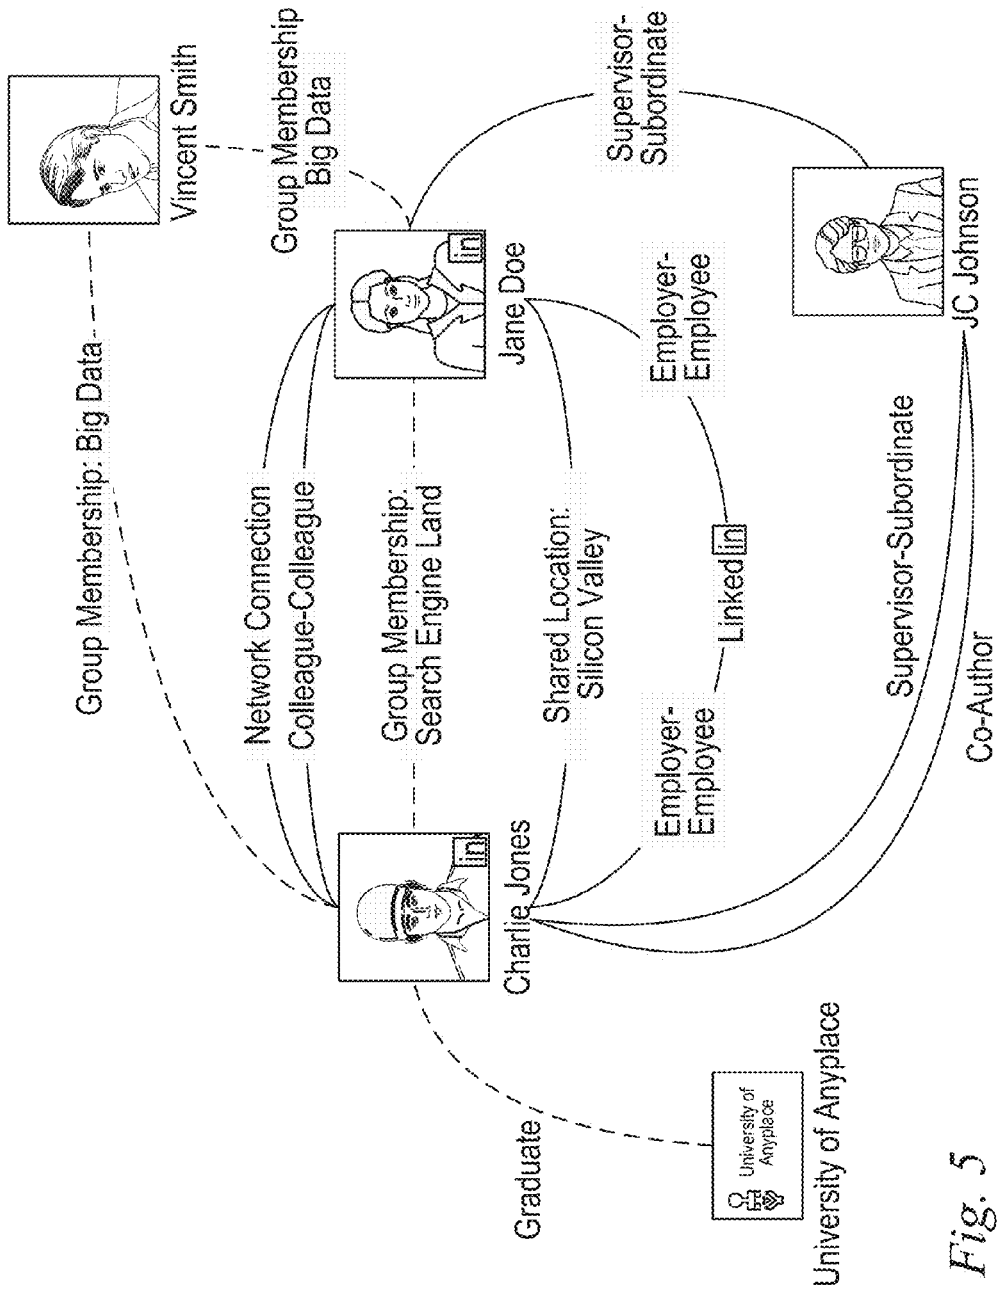 Vincent Smith
Group Membership
Big Data
Supervisor-
Subordinate
Group Membership: Big Data
in
Jane Doe
JC Johnson
Employer-
Employee
Network Connection
Colleague-Colleague
Group Membership:
Search Engine Land
Shared Location:
Silicon Valley
Linkedin
Supervisor-Subordinate
Co-Author
Employer-
Employee
in
Charlie Jones
Graduate
University of
Anyplace
University of Anyplace
Fig. 5